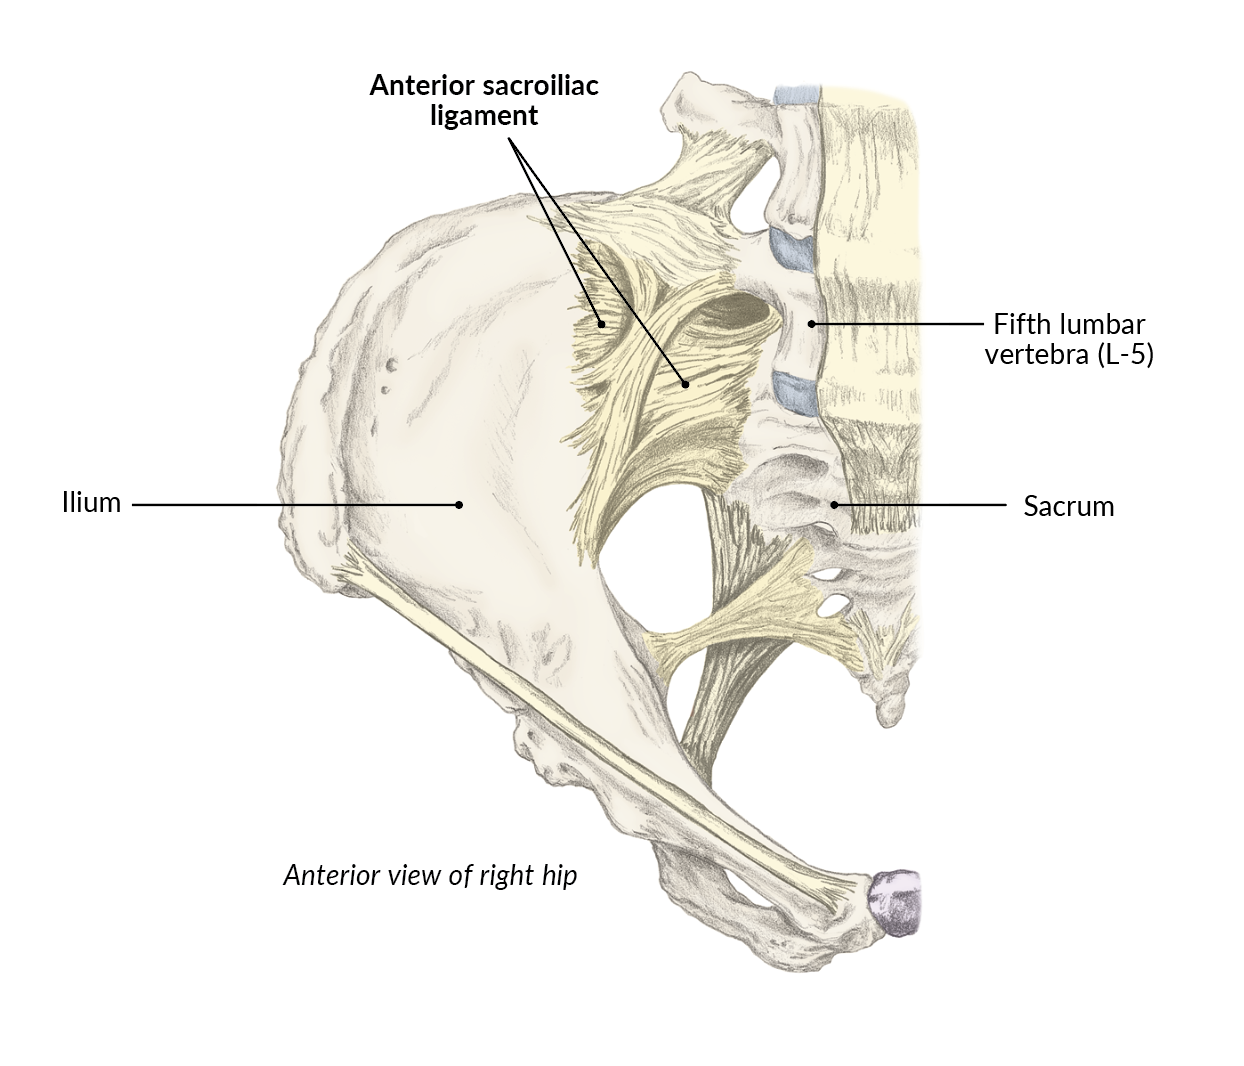 Anterior sacroiliac
ligament
Fifth lumbar
vertebra (L-5)
Ilium
Sacrum
Anterior view of right hip